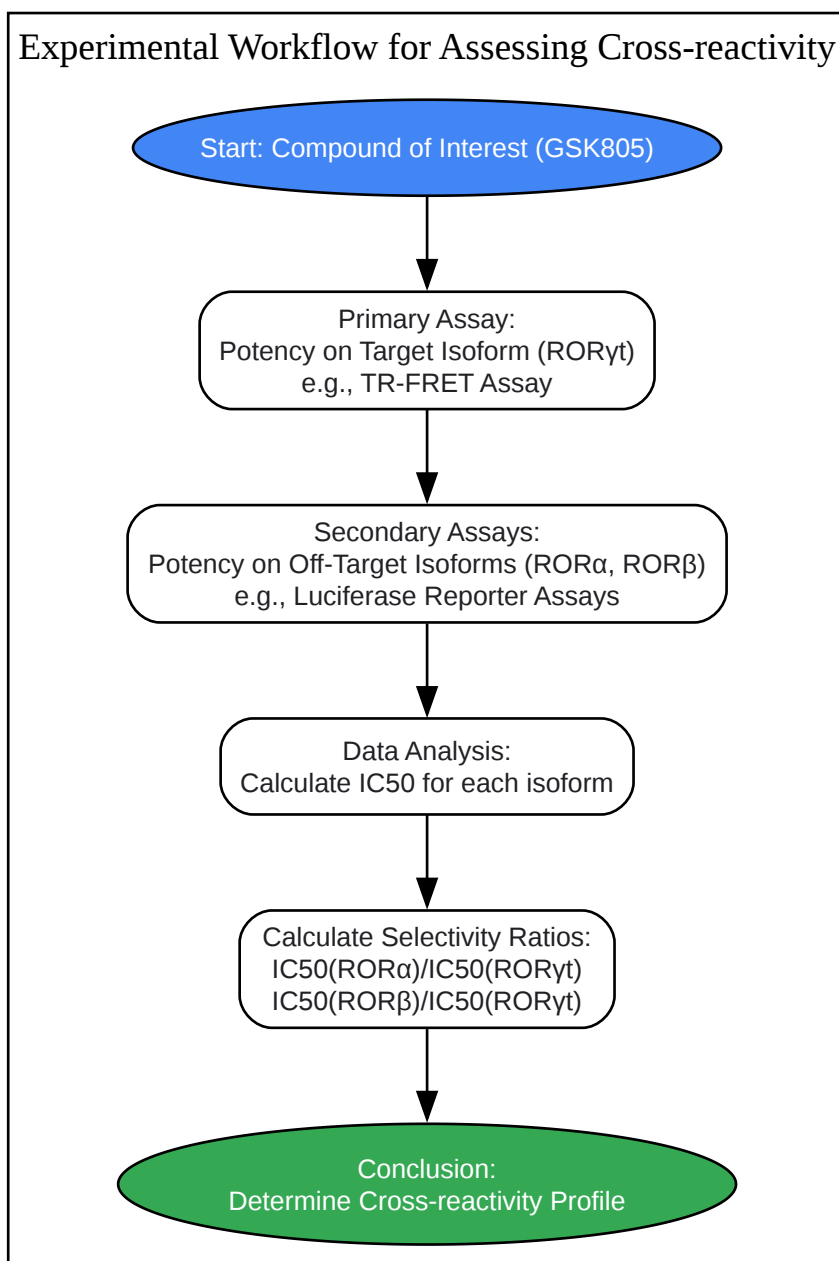 Experimental Workflow for Assessing Cross-reactivity
Start: Compound of Interest (GSK805)
Primary Assay:
Potency on Target Isoform (RORγt)
e.g., TR-FRET Assay
Secondary Assays:
Potency on Off-Target Isoforms (RORα, RORβ)
e.g., Luciferase Reporter Assays
Data Analysis:
Calculate IC50 for each isoform
Calculate Selectivity Ratios:
IC50(RORα)/IC50(RORγt)
IC50(RORβ)/IC50(RORγt)
Conclusion:
Determine Cross-reactivity Profile